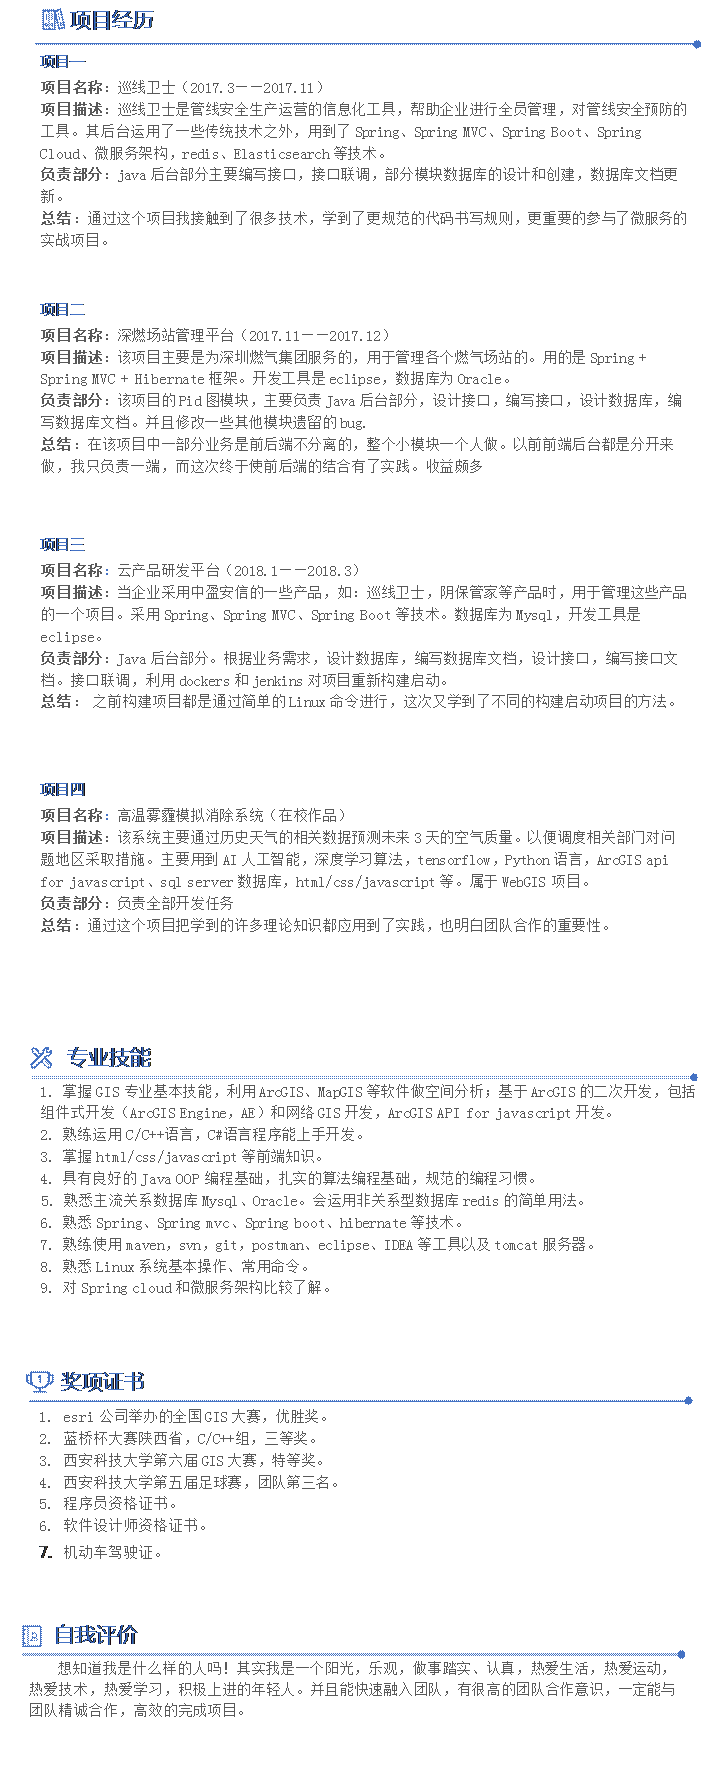 项目经历
项目一
项目名称：巡线卫士（2017.3——2017.11）
项目描述：巡线卫士是管线安全生产运营的信息化工具，帮助企业进行全员管理，对管线安全预防的
工具。其后台运用了一些传统技术之外，用到了 Spring、Spring MVC、Spring Boot、Spring
Cloud、微服务架构，redis、Elasticsearch 等技术。
负责部分：java 后台部分主要编写接口，接口联调，部分模块数据库的设计和创建，数据库文档更
新。
总结：通过这个项目我接触到了很多技术，学到了更规范的代码书写规则，更重要的参与了微服务的
实战项目。
项目二
项目名称：深燃场站管理平台（2017.11——2017.12）
项目描述：该项目主要是为深圳燃气集团服务的，用于管理各个燃气场站的。用的是 Spring +
Spring MVC + Hibernate 框架。开发工具是 eclipse，数据库为 Oracle。
负责部分：该项目的 Pid 图模块，主要负责 Java 后台部分，设计接口，编写接口，设计数据库，编
写数据库文档。并且修改一些其他模块遗留的 bug.
总结：在该项目中一部分业务是前后端不分离的，整个小模块一个人做。以前前端后台都是分开来
做，我只负责一端，而这次终于使前后端的结合有了实践。收益颇多
项目三
项目名称：云产品研发平台（2018.1——2018.3）
项目描述：当企业采用中盈安信的一些产品，如：巡线卫士，阴保管家等产品时，用于管理这些产品
的一个项目。采用 Spring、Spring MVC、Spring Boot 等技术。数据库为 Mysql，开发工具是
eclipse。
负责部分：Java 后台部分。根据业务需求，设计数据库，编写数据库文档，设计接口，编写接口文
档。接口联调，利用 dockers 和 jenkins 对项目重新构建启动。
总结： 之前构建项目都是通过简单的 Linux 命令进行，这次又学到了不同的构建启动项目的方法。
项目四
项目名称：高温雾霾模拟消除系统（在校作品）
项目描述：该系统主要通过历史天气的相关数据预测未来 3 天的空气质量。以便调度相关部门对问
题地区采取措施。主要用到 AI 人工智能，深度学习算法，tensorflow，Python 语言，ArcGIS api
for javascript、sql server 数据库，html/css/javascript 等。属于 WebGIS 项目。
负责部分：负责全部开发任务
总结：通过这个项目把学到的许多理论知识都应用到了实践，也明白团队合作的重要性。
专业技能
1. 掌握 GIS 专业基本技能，利用 ArcGIS、MapGIS 等软件做空间分析；基于 ArcGIS 的二次开发，包括
组件式开发（ArcGIS Engine，AE）和网络 GIS 开发，ArcGIS API for javascript 开发。
2. 熟练运用 C/C++语言，C#语言程序能上手开发。
3. 掌握 html/css/javascript 等前端知识。
4. 具有良好的 Java OOP 编程基础，扎实的算法编程基础，规范的编程习惯。
5. 熟悉主流关系数据库 Mysql、Oracle。会运用非关系型数据库 redis 的简单用法。
6. 熟悉 Spring、Spring mvc、Spring boot、hibernate 等技术。
7. 熟练使用 maven，svn，git，postman、eclipse、IDEA 等工具以及 tomcat 服务器。
8. 熟悉 Linux 系统基本操作、常用命令。
9. 对 Spring cloud 和微服务架构比较了解。
奖项证书
1. esri 公司举办的全国 GIS 大赛，优胜奖。
2. 蓝桥杯大赛陕西省，C/C++组，三等奖。
3. 西安科技大学第六届 GIS 大赛，特等奖。
4. 西安科技大学第五届足球赛，团队第三名。
5. 程序员资格证书。
6. 软件设计师资格证书。
7. 机动车驾驶证。
自我评价
想知道我是什么样的人吗！其实我是一个阳光，乐观，做事踏实、认真，热爱生活，热爱运动，
热爱技术，热爱学习，积极上进的年轻人。并且能快速融入团队，有很高的团队合作意识，一定能与
团队精诚合作，高效的完成项目。